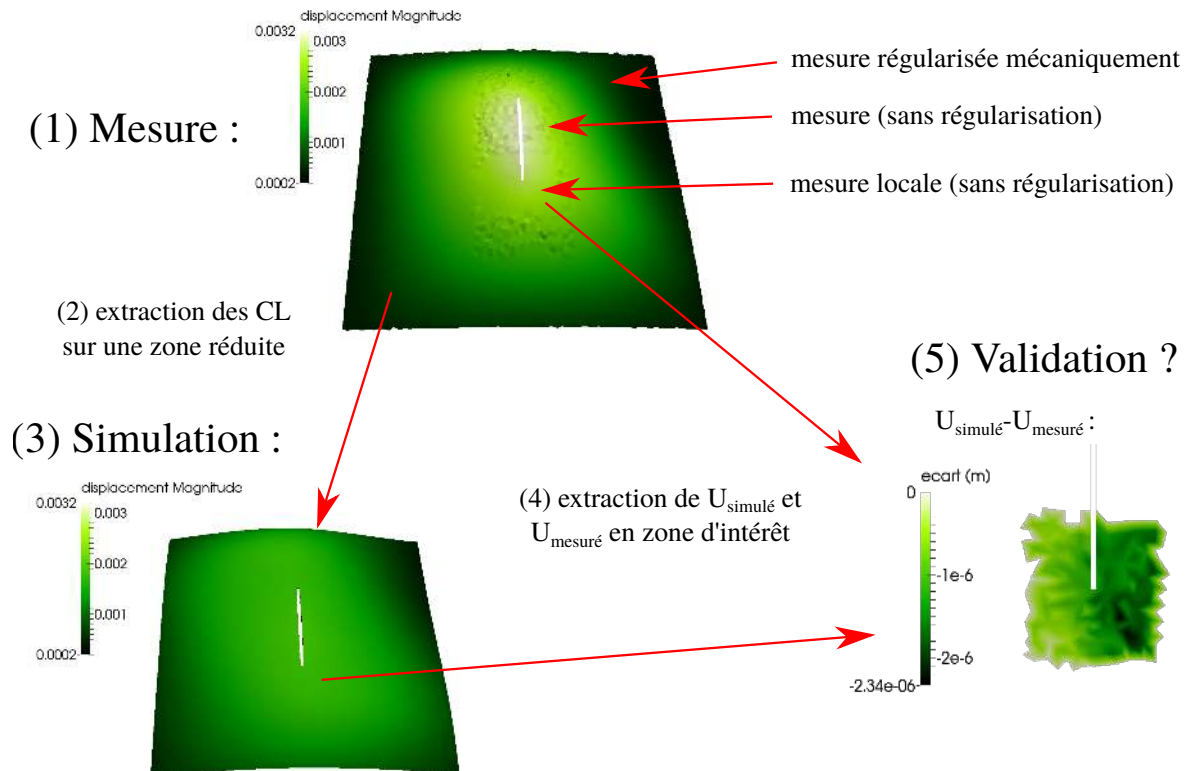 displacement Magnitude
0.0032
0.003
0.002
0.001
0.0002
(1) Mesure :
mesure régularisée mécaniquement
mesure (sans régularisation)
mesure locale (sans régularisation)
(2) extraction des CL
sur une zone réduite
(3) Simulation :
displacement Magnitude
0.0032
0.003
0.002
0.001
0.0002
(4) extraction de Usimulé et
Umesuré en zone d'intérêt
(5) Validation ?
Usimulé-Umesuré :
ecart (m)
0
-1e-6
-2e-6
-2.34e-06